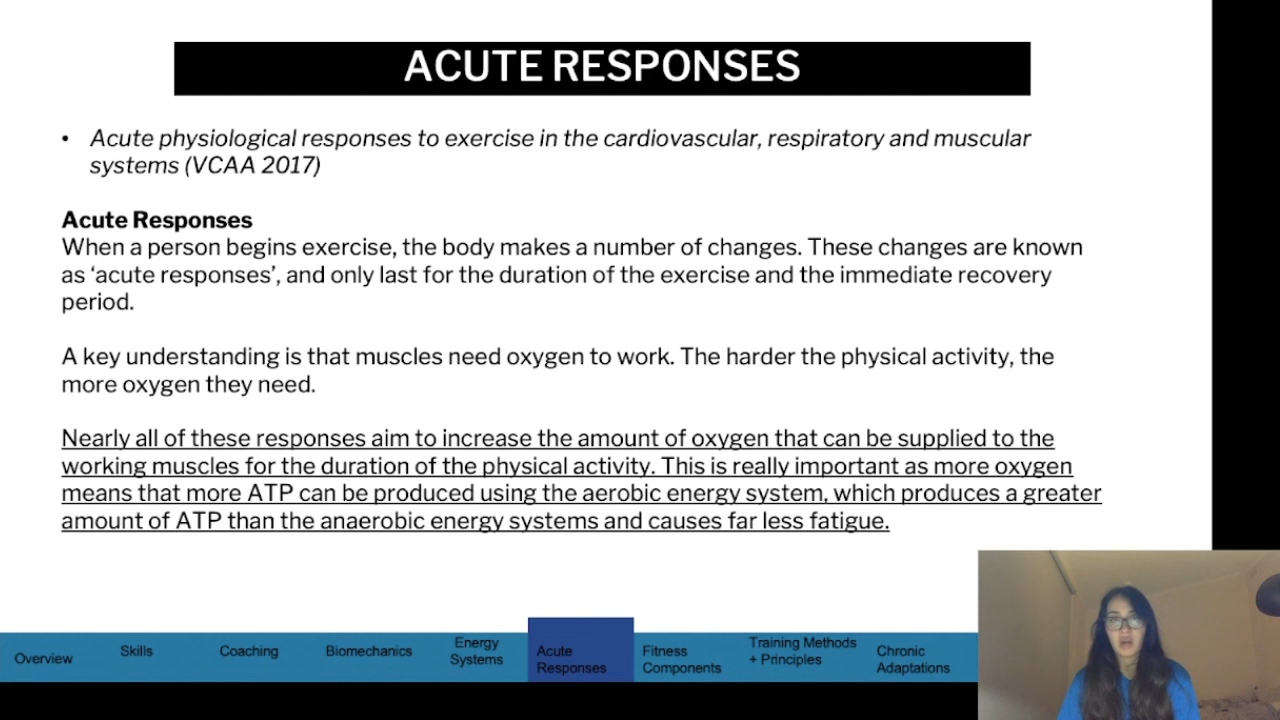 ACUTE RESPONSES
• Acute physiological responses to exercise in the cardiovascular, respiratory and muscular
systems (VCAA 2017)
Acute Responses
When a person begins exercise, the body makes a number of changes. These changes are known
as ‘acute responses’, and only last for the duration of the exercise and the immediate recovery
period.
A key understanding is that muscles need oxygen to work. The harder the physical activity, the
more oxygen they need.
Nearly all of these responses aim to increase the amount of oxygen that can be supplied to the
working muscles for the duration of the physical activity. This is really important as more oxygen
means that more ATP can be produced using the aerobic energy system, which produces a greater
amount of ATP than the anaerobic energy systems and causes far less fatigue.
Overview
Skills
Coaching
Biomechanics
Energy
Systems
Acute
Responses
Fitness
Components
Training Methods
+ Principles
Chronic
Adaptations